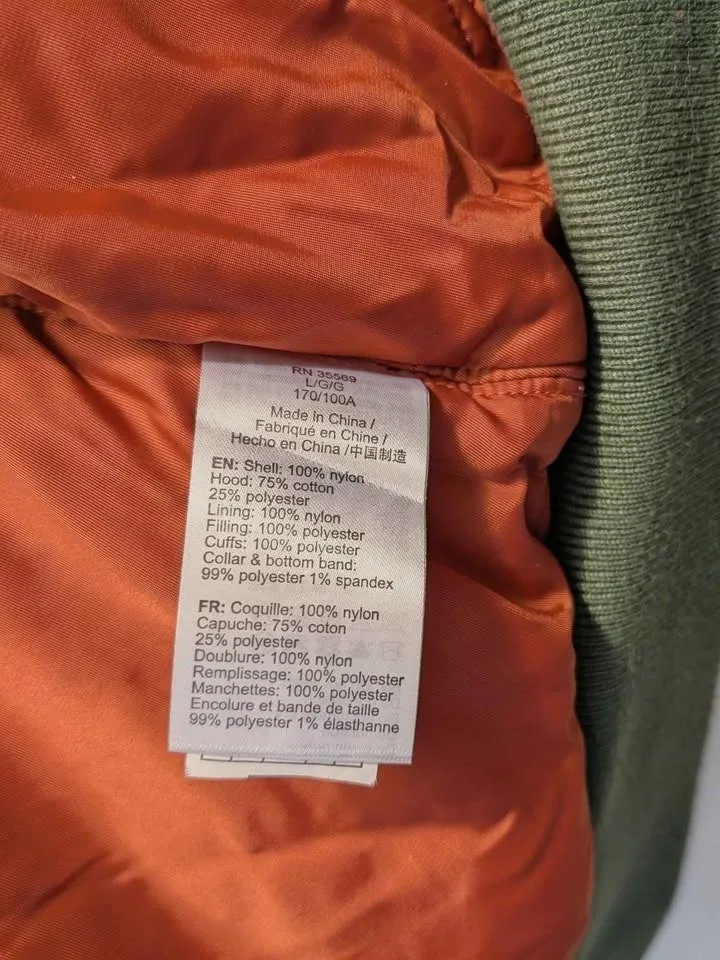 RN 35569
L/G/G
170/100A
Made in China /
Fabriqué en Chine /
Hecho en China /中国制造
EN: Shell: 100% nylon
Hood: 75% cotton
25% polyester
Lining: 100% nylon
Filling: 100% polyester
Cuffs: 100% polyester
Collar & bottom band:
99% polyester 1% spandex
FR: Coquille: 100% nylon
Capuche: 75% coton
25% polyester
Doublure: 100% nylon
Remplissage: 100% polyester
Manchettes: 100% polyester
Encolure et bande de taille
99% polyester 1% élasthanne